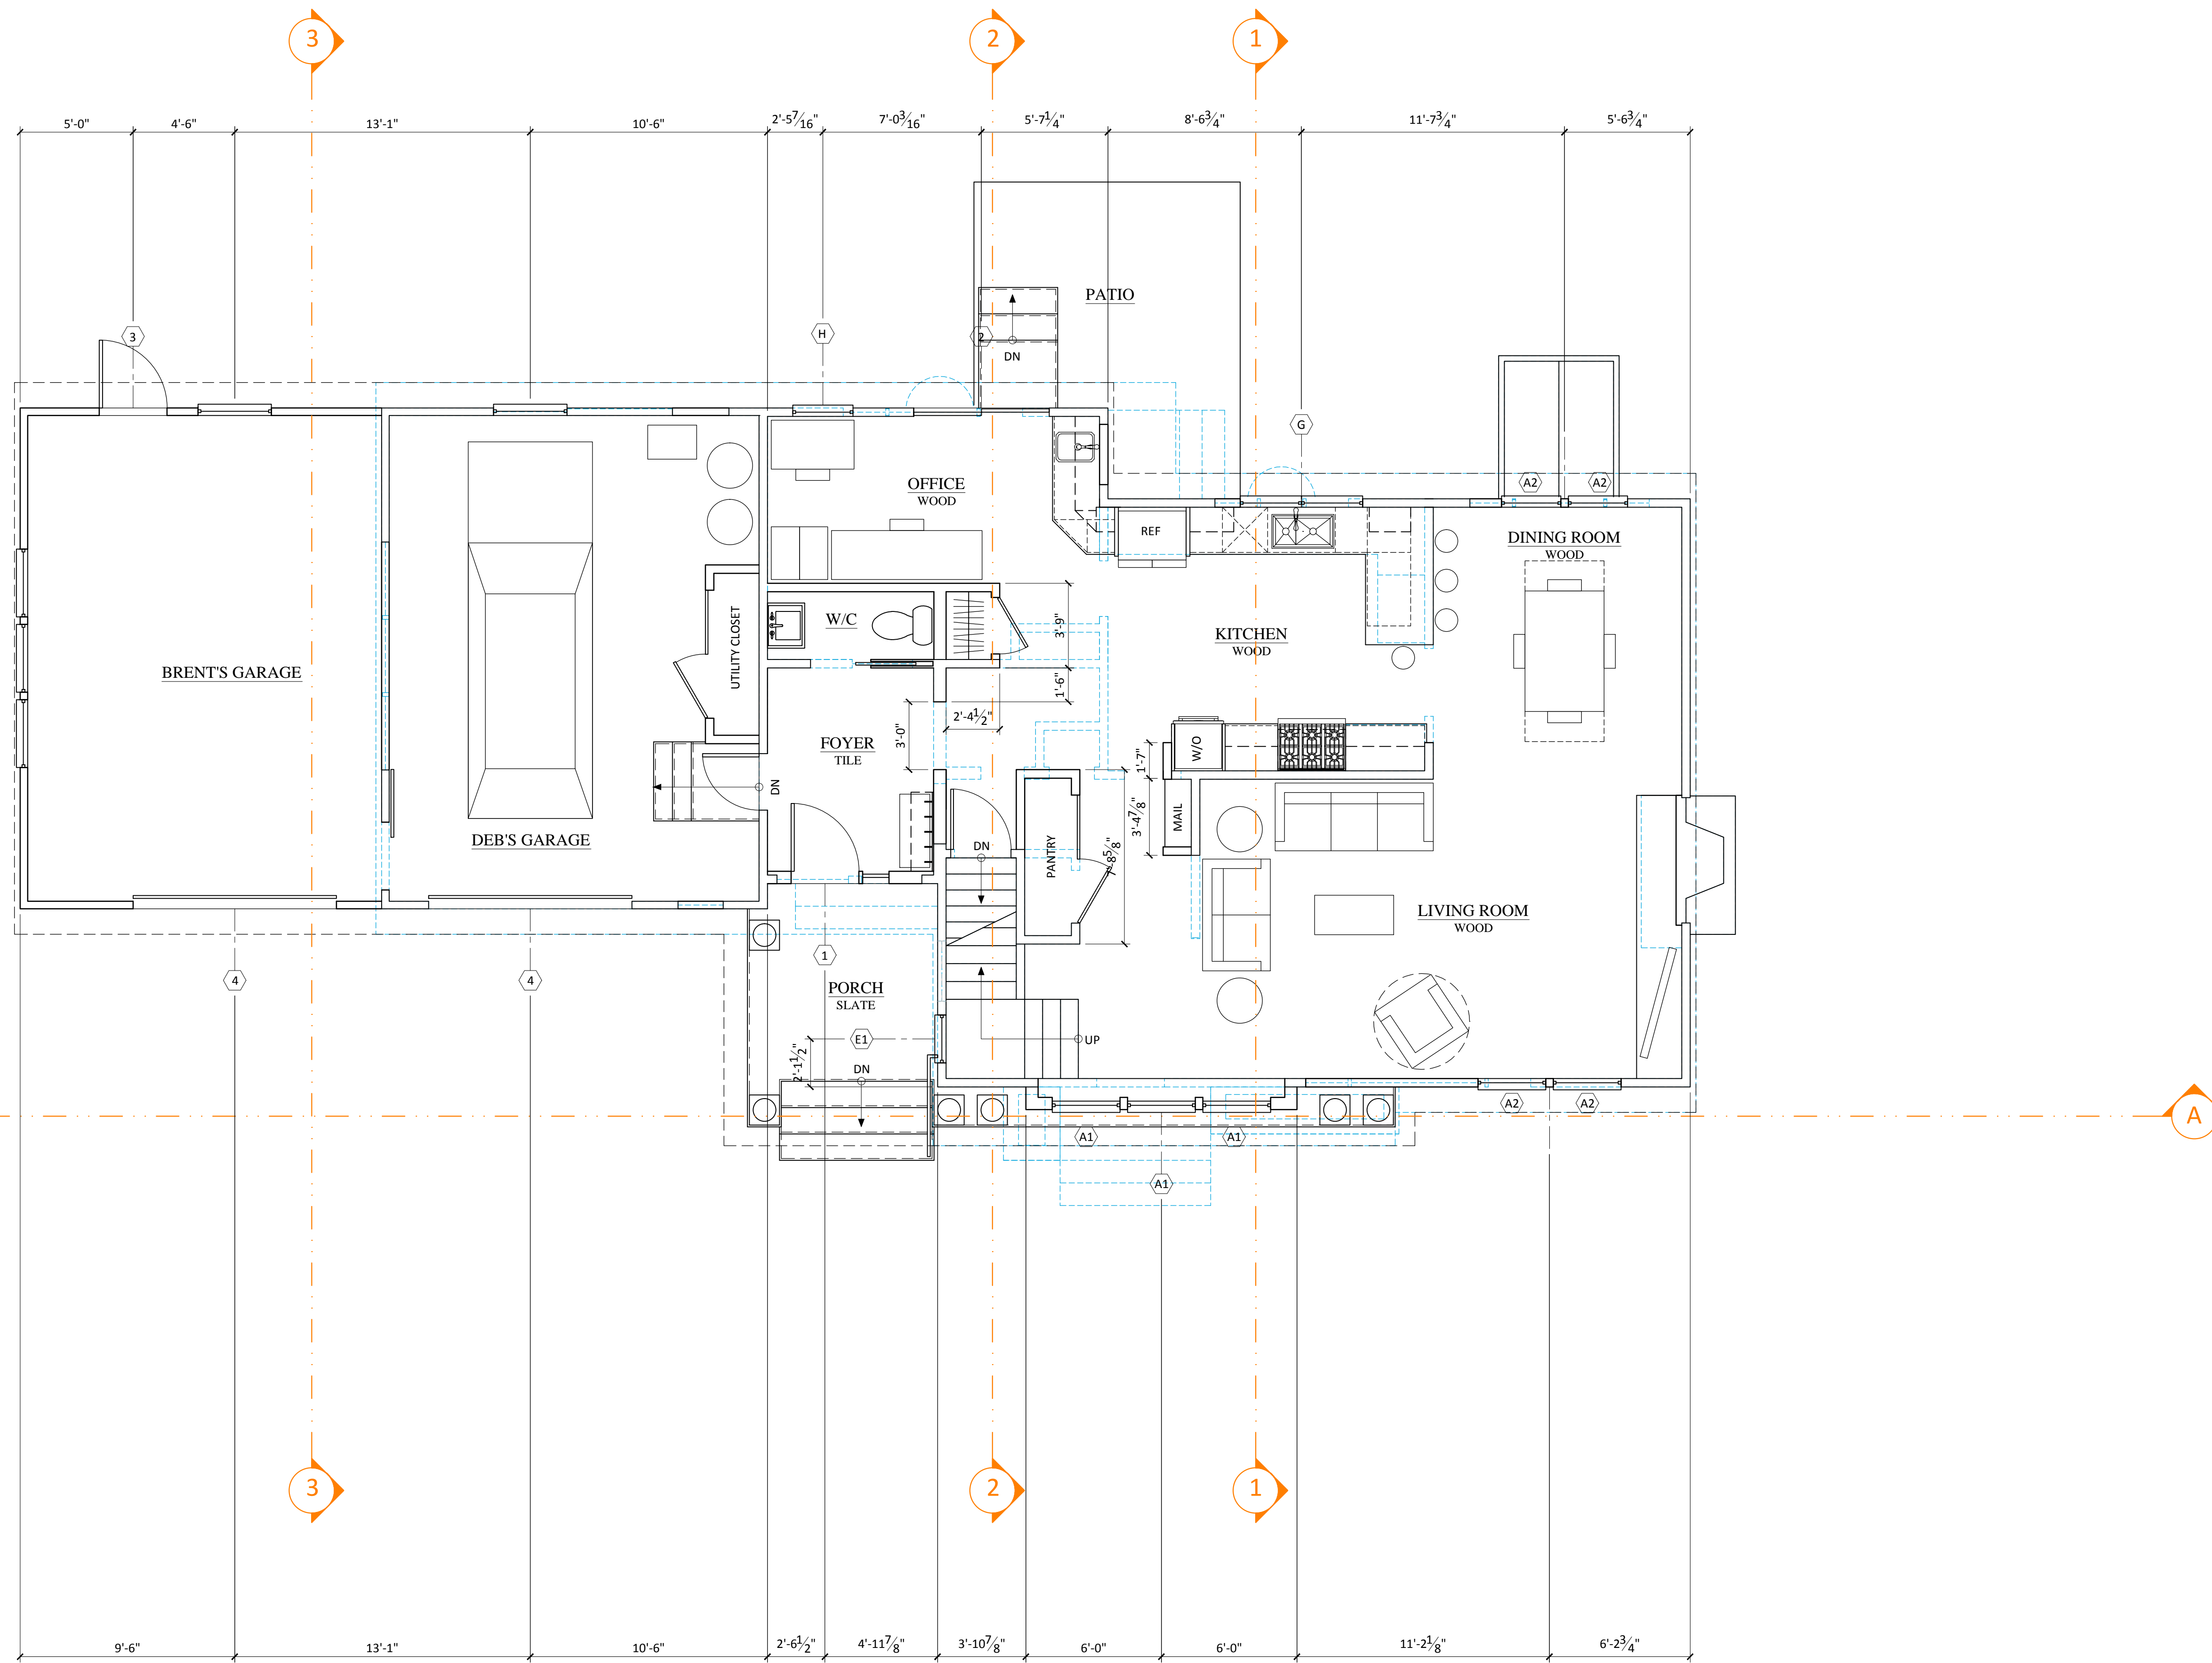 3
2
1
5'-0"
4'-6"
13'-1"
10'-6"
2'-5 7/16"
7'-0 3/16"
5'-7 1/4"
8'-6 3/4"
11'-7 3/4"
5'-6 3/4"
PATIO
3
H
2
DN
G
A2
A2
OFFICE
WOOD
REF
DINING ROOM
WOOD
UTILITY CLOSET
W/C
3'-9"
KITCHEN
WOOD
BRENT'S GARAGE
1'-6"
2'-4 1/2"
FOYER
TILE
3'-0"
W/O
1'-7"
DN
MAIL
3'-4 7/8"
DEB'S GARAGE
DN
PANTRY
7'-8 5/8"
LIVING ROOM
WOOD
4
4
1
PORCH
SLATE
E1
UP
2'-1 1/2"
DN
A2
A2
A
A1
A1
A1
3
2
1
9'-6"
13'-1"
10'-6"
2'-6 1/2"
4'-11 7/8"
3'-10 7/8"
6'-0"
6'-0"
11'-2 1/8"
6'-2 3/4"